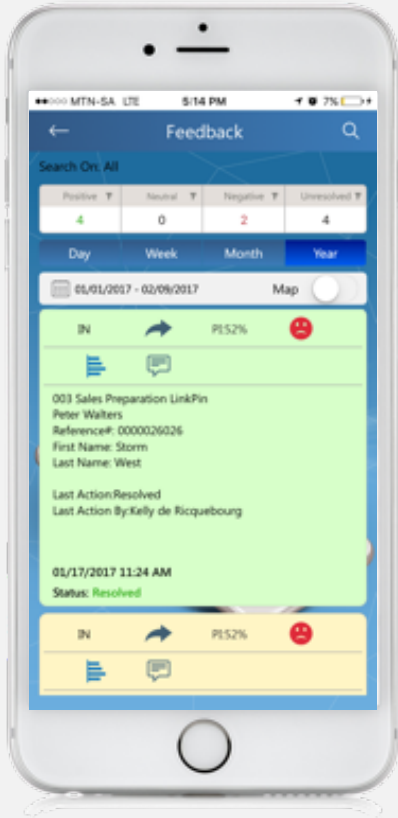 MTN-SA LTE 5:14 PM 7%
Feedback
Search On: All
Positive Neutral Negative Unresolved
4 0 2 4
Day Week Month Year
01/01/2017 - 02/09/2017 Map
IN PI:52%
003 Sales Preparation LinkPin
Peter Walters
Reference#: 0000026026
First Name: Storm
Last Name: West
Last Action:Resolved
Last Action By:Kelly de Ricquebourg
01/17/2017 11:24 AM
Status: Resolved
IN PI:52%